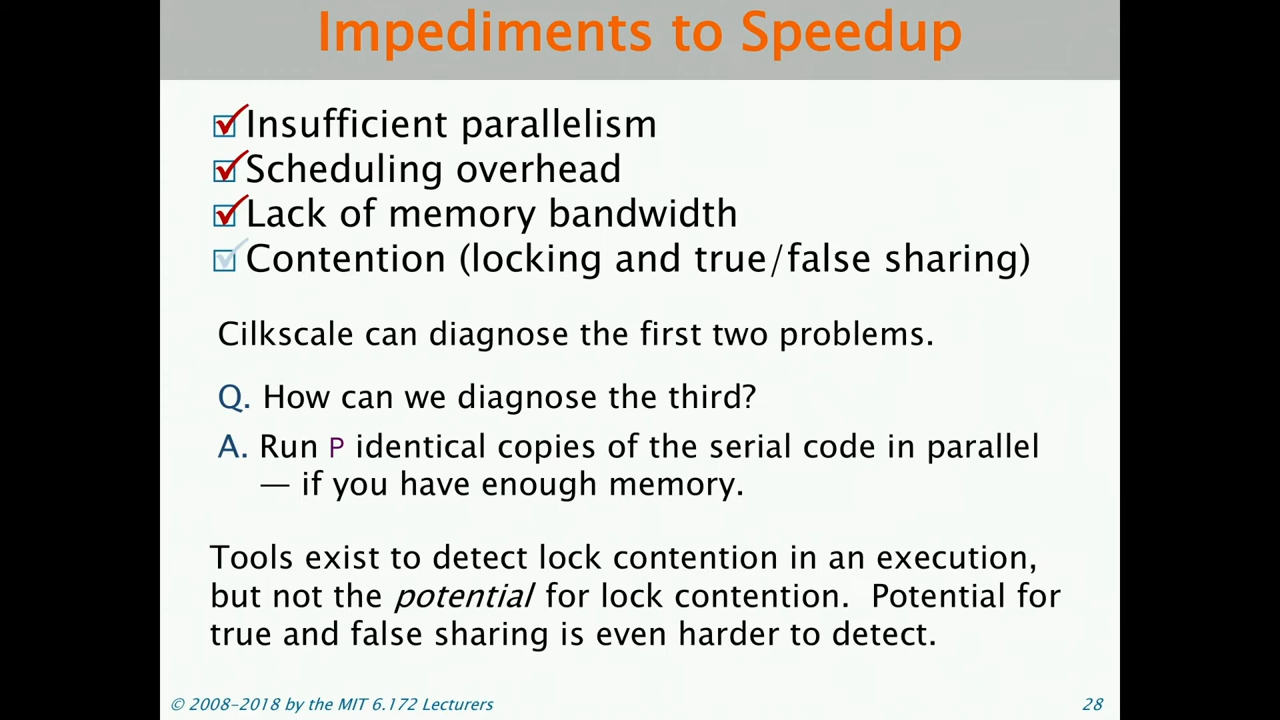 Impediments to Speedup
Insufficient parallelism
Scheduling overhead
Lack of memory bandwidth
Contention (locking and true/false sharing)
Cilkscale can diagnose the first two problems.
Q. How can we diagnose the third?
A. Run P identical copies of the serial code in parallel
— if you have enough memory.
Tools exist to detect lock contention in an execution,
but not the potential for lock contention.  Potential for
true and false sharing is even harder to detect.
© 2008–2018 by the MIT 6.172 Lecturers
28